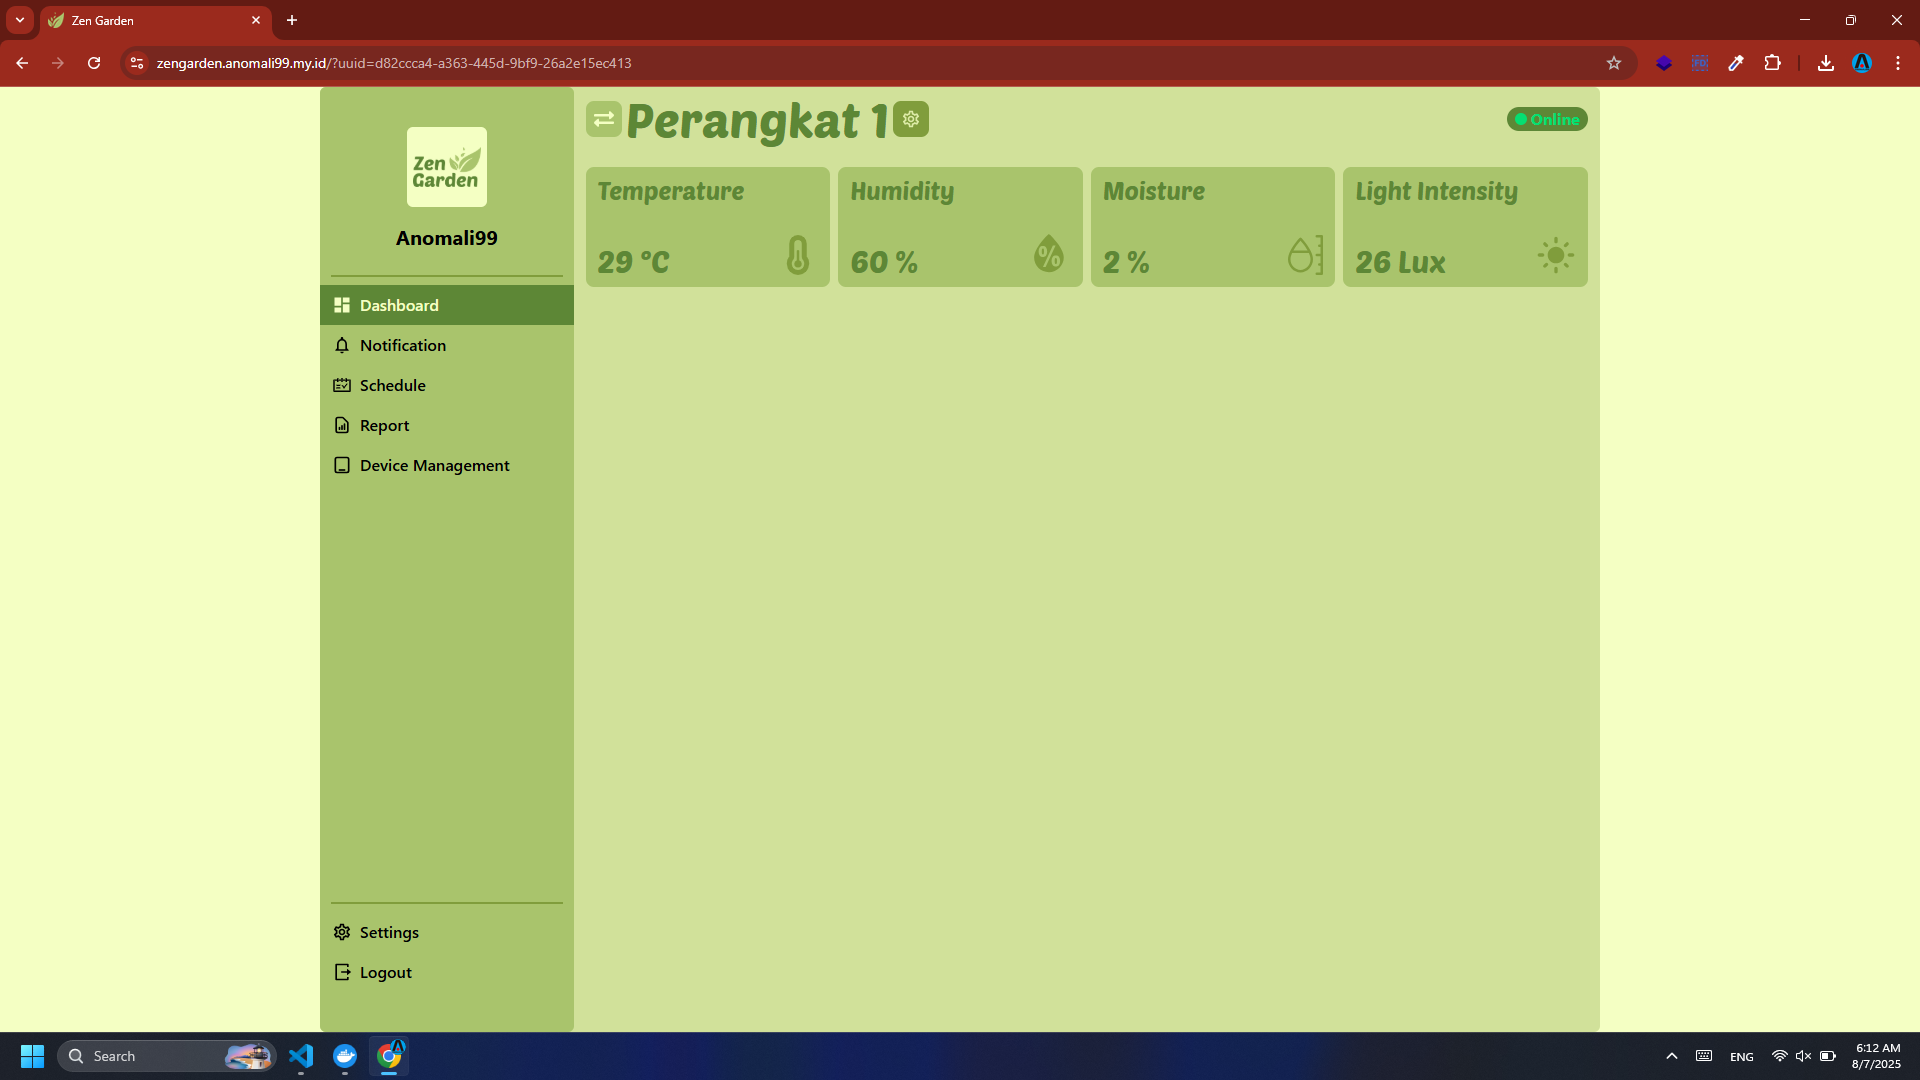 Zen Garden
zengarden.anomali99.my.id/?uuid=d82ccca4-a363-445d-9bf9-26a2e15ec413
Zen
Garden
Anomali99
Dashboard
Notification
Schedule
Report
Device Management
Settings
Logout
Perangkat 1
Online
Temperature
29 °C
Humidity
%
60 %
Moisture
2 %
Light Intensity
26 Lux
Search
ENG
6:12 AM
8/7/2025